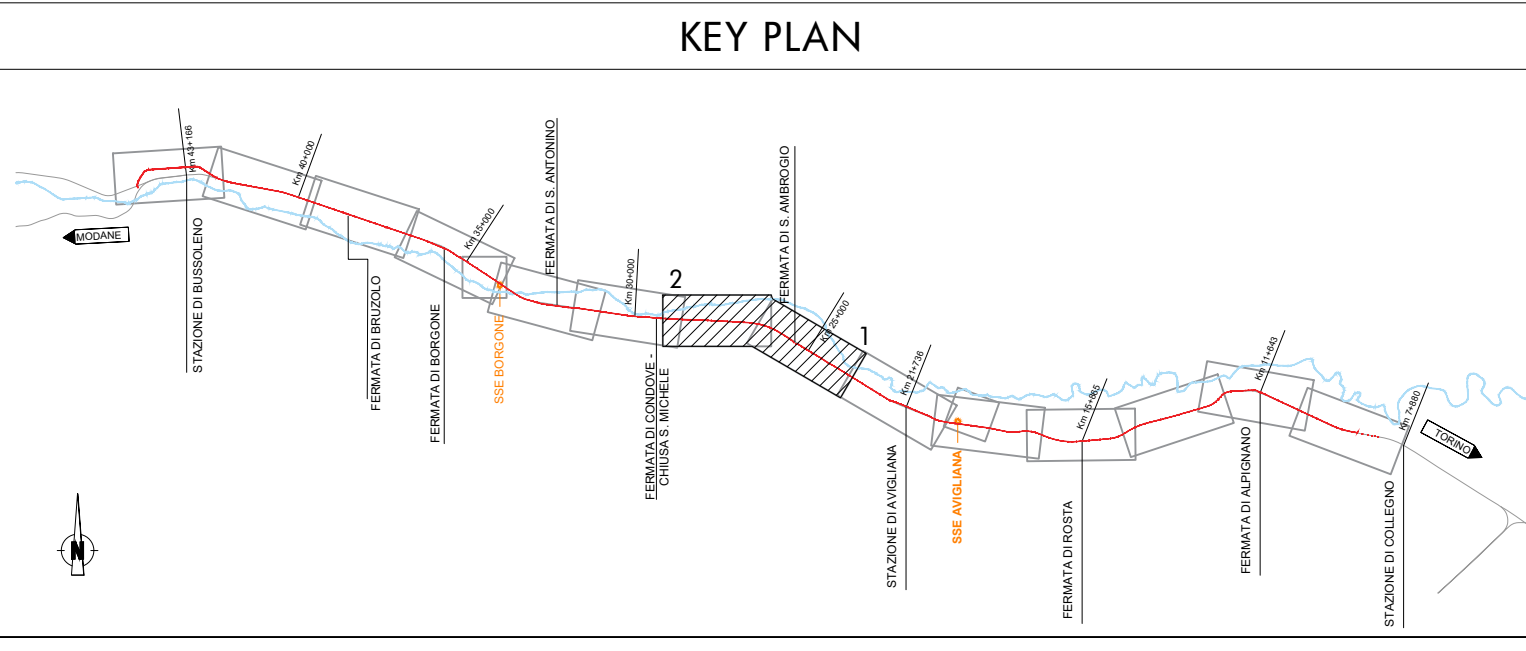 KEY PLAN
Km 43+166
Km 40+000
MODANE
STAZIONE DI BUSSOLENO
FERMATA DI BRUZOLO
FERMATA DI BORGONE
Km 35+000
SSE BORGONE
FERMATA DI S. ANTONINO
Km 30+000
2
FERMATA DI CONDOVE -
CHIUSA S. MICHELE
FERMATA DI S. AMBROGIO
Km 25+000
1
Km 21+736
STAZIONE DI AVIGLIANA
SSE AVIGLIANA
Km 15+865
FERMATA DI ROSTA
Km 11+643
FERMATA DI ALPIGNANO
Km 7+880
STAZIONE DI COLLEGNO
TORINO
N